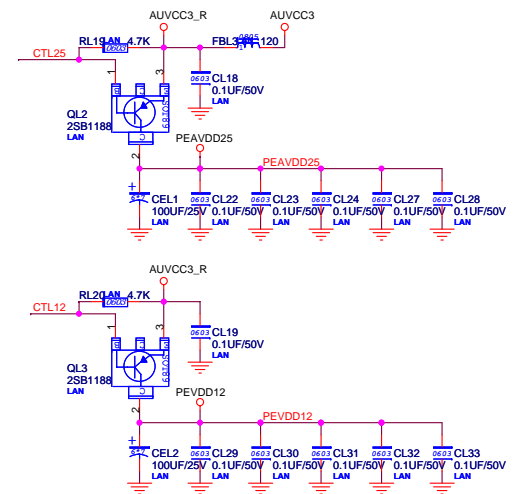 AUVCC3_R AUVCC3
RL19 LAN 4.7K FBL3 0805 120
CTL25
1 3
0603 CL18
0.1UF/50V
LAN
QL2
2SB1188
LAN
SOT89
2
PEAVDD25
PEAVDD25
+ CEL1 0603 CL22 0603 CL23 0603 CL24 0603 CL27 0603 CL28
100UF/25V 0.1UF/50V 0.1UF/50V 0.1UF/50V 0.1UF/50V 0.1UF/50V
LAN LAN LAN LAN LAN LAN
AUVCC3_R
RL20 LAN 4.7K
0603
CTL12
1 3
0603 CL19
0.1UF/50V
LAN
QL3
2SB1188
LAN
SOT89
2
PEVDD12
PEVDD12
+ CEL2 0603 CL29 0603 CL30 0603 CL31 0603 CL32 0603 CL33
100UF/25V 0.1UF/50V 0.1UF/50V 0.1UF/50V 0.1UF/50V 0.1UF/50V
LAN LAN LAN LAN LAN LAN